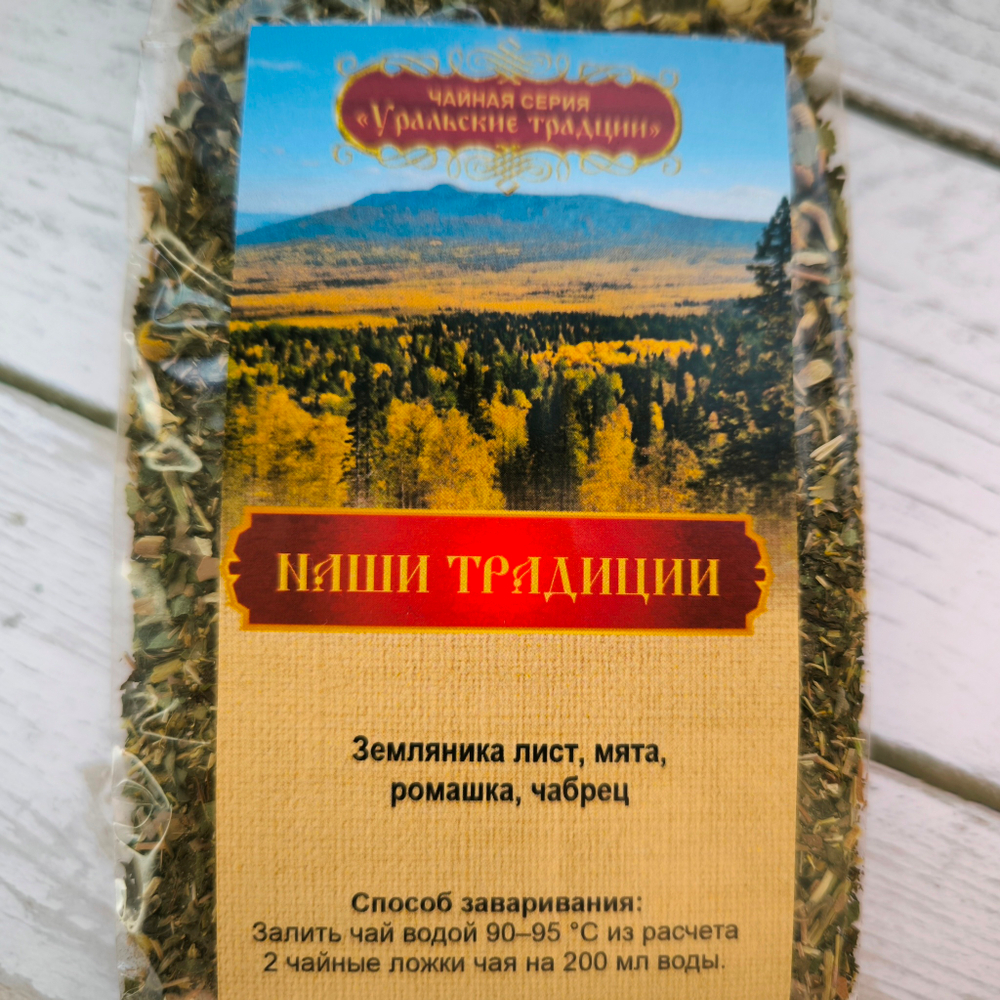 ЧАЙНАЯ СЕРИЯ
«Уральские традции»
НАШИ ТРАДИЦИИ
Земляника лист, мята,
ромашка, чабрец
Способ заваривания:
Залить чай водой 90–95 °С из расчета
2 чайные ложки чая на 200 мл воды.